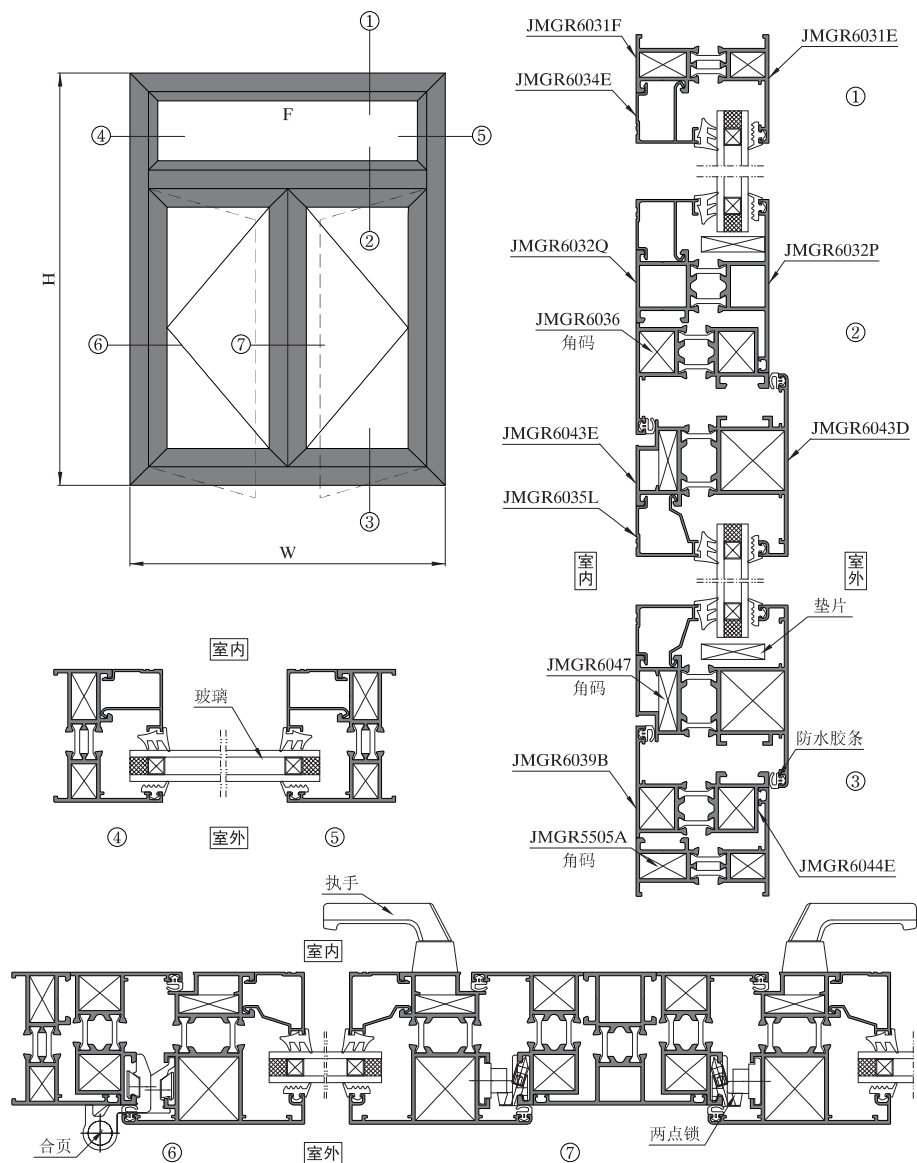 ①
F
④
⑤
②
H
⑥
⑦
③
W
JMGR6031F
JMGR6031E
JMGR6034E
①
JMGR6032Q
JMGR6032P
JMGR6036
角码
②
JMGR6043E
JMGR6043D
JMGR6035L
室内
室外
垫片
JMGR6047
角码
防水胶条
JMGR6039B
③
JMGR5505A
角码
JMGR6044E
室内
玻璃
④
室外
⑤
执手
室内
合页
⑥
室外
⑦
两点锁